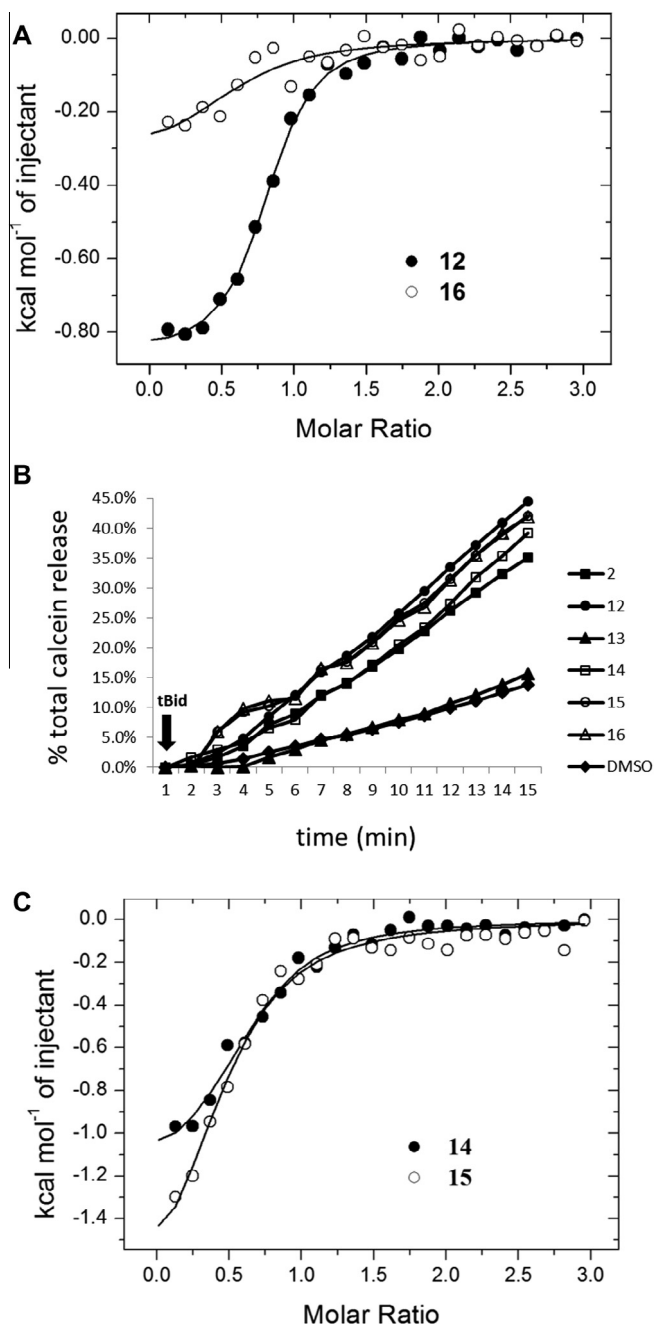 A
0.00
-0.20
-0.40
-0.60
-0.80
kcal mol⁻¹ of injectant
12
16
0.0 0.5 1.0 1.5 2.0 2.5 3.0
Molar Ratio
B
45.0%
40.0%
35.0%
30.0%
25.0%
20.0%
15.0%
10.0%
5.0%
0.0%
% total calcein release
tBid
1 2 3 4 5 6 7 8 9 10 11 12 13 14 15
time (min)
2
12
13
14
15
16
DMSO
C
0.0
-0.2
-0.4
-0.6
-0.8
-1.0
-1.2
-1.4
kcal mol⁻¹ of injectant
14
15
0.0 0.5 1.0 1.5 2.0 2.5 3.0
Molar Ratio